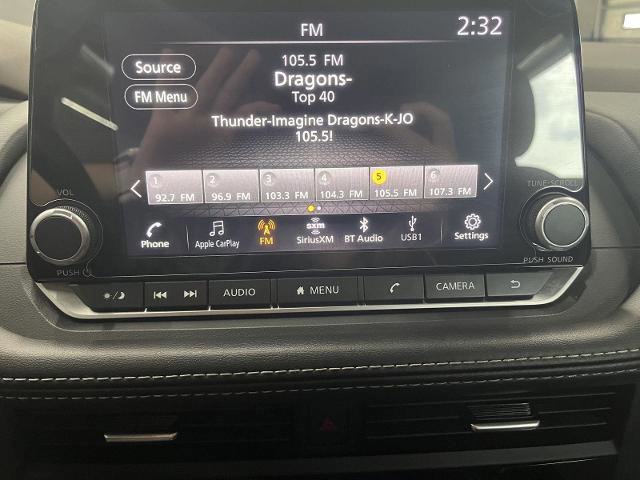 FM
2:32
Source
FM Menu
105.5 FM
Dragons-
Top 40
Thunder-Imagine Dragons-K-JO
105.5!
1 2 3 4 5 6
92.7 FM 96.9 FM 103.3 FM 104.3 FM 105.5 FM 107.3 FM
VOL
TUNE·SCROLL
sxm
Phone Apple CarPlay FM SiriusXM BT Audio USB1 Settings
PUSH
PUSH SOUND
AUDIO MENU CAMERA